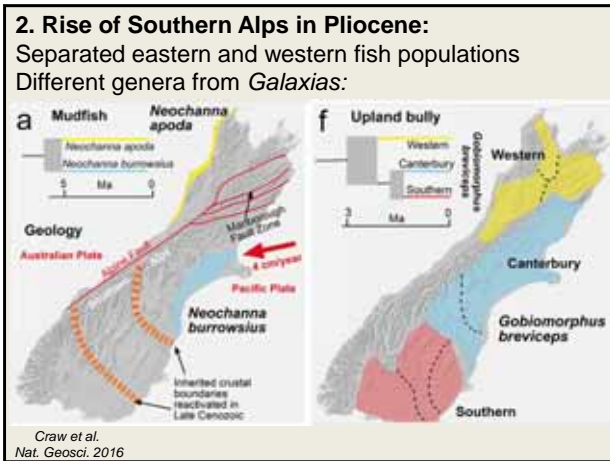 2. Rise of Southern Alps in Pliocene:
Separated eastern and western fish populations
Different genera from Galaxias:
a
Mudfish
Neochanna
apoda
Neochanna apoda
Neochanna burrowsius
5
Ma
0
Geology
Australian Plate
Alpine Fault
Marlborough
Fault Zone
4 cm/year
Pacific Plate
Neochanna
burrowsius
Inherited crustal
boundaries
reactivated in
Late Cenozoic
f
Upland bully
Western
Canterbury
Southern
3
Ma
0
Gobiomorphus
breviceps
Western
Canterbury
Gobiomorphus
breviceps
Southern
Craw et al.
Nat. Geosci. 2016